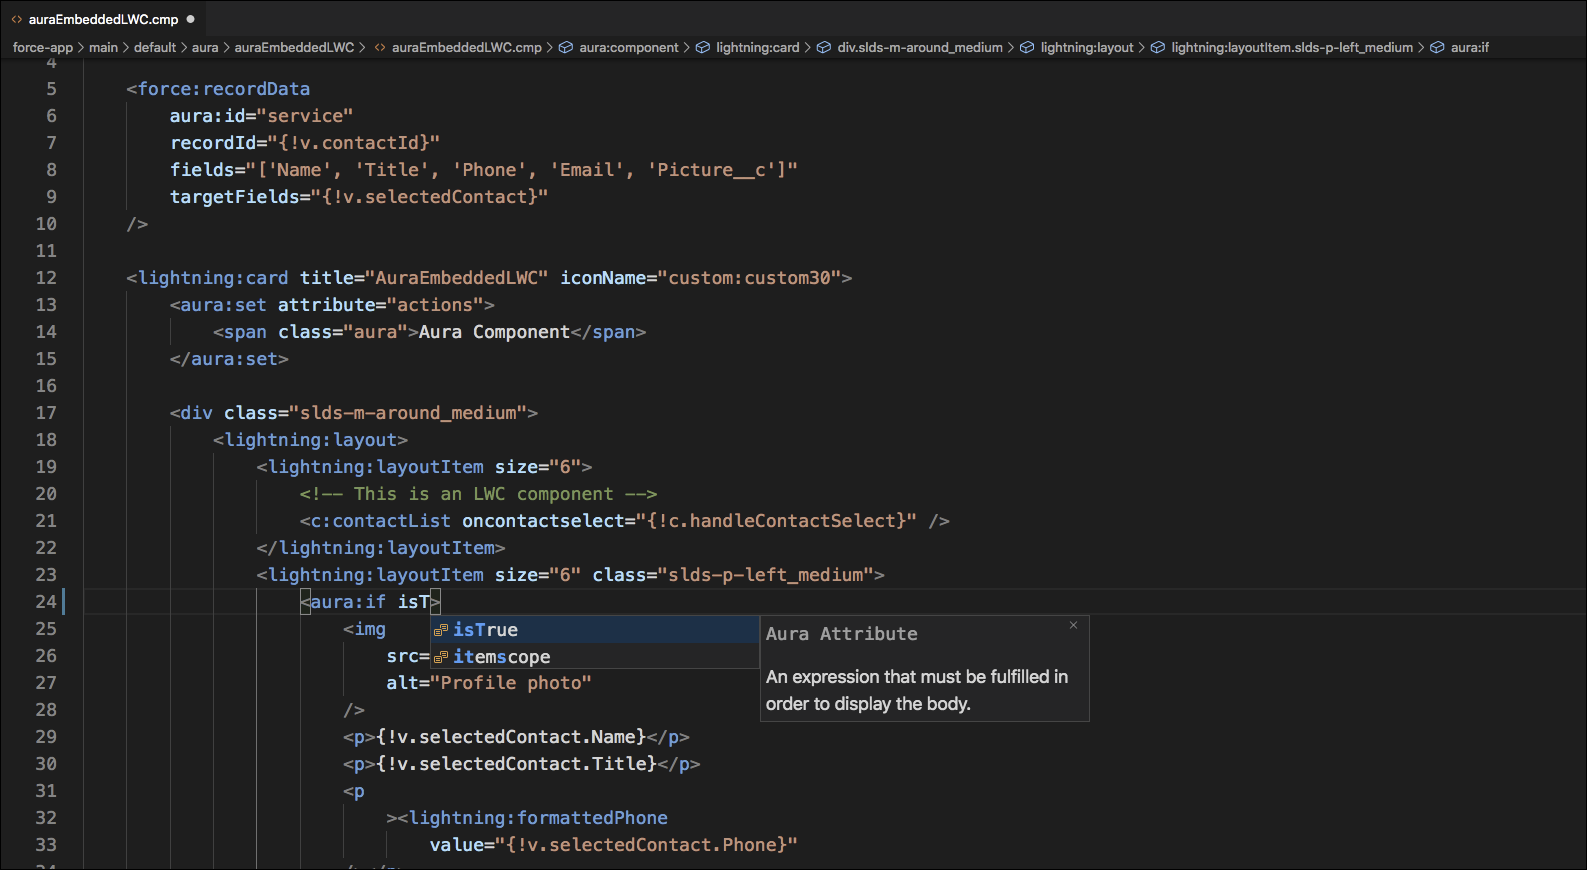 auraEmbeddedLWC.cmp
force-app > main > default > aura > auraEmbeddedLWC > auraEmbeddedLWC.cmp > aura:component > lightning:card > div.slds-m-around_medium > lightning:layout > lightning:layoutItem.slds-p-left_medium > aura:if
4
5 <force:recordData
6 aura:id="service"
7 recordId="{!v.contactId}"
8 fields="['Name', 'Title', 'Phone', 'Email', 'Picture__c']"
9 targetFields="{!v.selectedContact}"
10 />
11
12 <lightning:card title="AuraEmbeddedLWC" iconName="custom:custom30">
13 <aura:set attribute="actions">
14 <span class="aura">Aura Component</span>
15 </aura:set>
16
17 <div class="slds-m-around_medium">
18 <lightning:layout>
19 <lightning:layoutItem size="6">
20 <!-- This is an LWC component -->
21 <c:contactList oncontactselect="{!c.handleContactSelect}" />
22 </lightning:layoutItem>
23 <lightning:layoutItem size="6" class="slds-p-left_medium">
24 <aura:if isT>
25 <img
isTrue
Aura Attribute
26 src=
itemscope
An expression that must be fulfilled in
order to display the body.
27 alt="Profile photo"
28 />
29 <p>{!v.selectedContact.Name}</p>
30 <p>{!v.selectedContact.Title}</p>
31 <p
32 ><lightning:formattedPhone
33 value="{!v.selectedContact.Phone}"